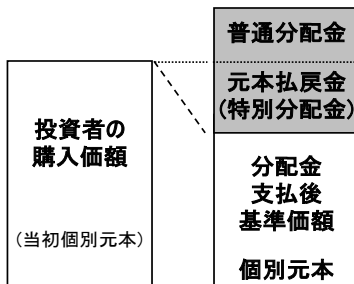 普通分配金
元本払戻金
(特別分配金)
投資者の
購入価額
(当初個別元本)
分配金
支払後
基準価額
個別元本